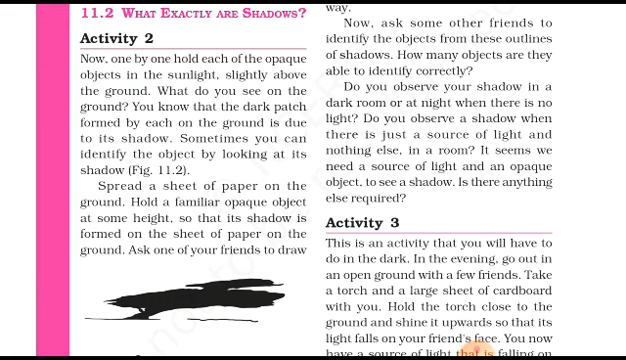 11.2 WHAT EXACTLY ARE SHADOWS?
Activity 2
Now, one by one hold each of the opaque
objects in the sunlight, slightly above
the ground. What do you see on the
ground? You know that the dark patch
formed by each on the ground is due
to its shadow. Sometimes you can
identify the object by looking at its
shadow (Fig. 11.2).
Spread a sheet of paper on the
ground. Hold a familiar opaque object
at some height, so that its shadow is
formed on the sheet of paper on the
ground. Ask one of your friends to draw
way.
Now, ask some other friends to
identify the objects from these outlines
of shadows. How many objects are they
able to identify correctly?
Do you observe your shadow in a
dark room or at night when there is no
light? Do you observe a shadow when
there is just a source of light and
nothing else, in a room? It seems we
need a source of light and an opaque
object, to see a shadow. Is there anything
else required?
Activity 3
This is an activity that you will have to
do in the dark. In the evening, go out in
an open ground with a few friends. Take
a torch and a large sheet of cardboard
with you. Hold the torch close to the
ground and shine it upwards so that its
light falls on your friend's face. You now
have a source of light that is falling on